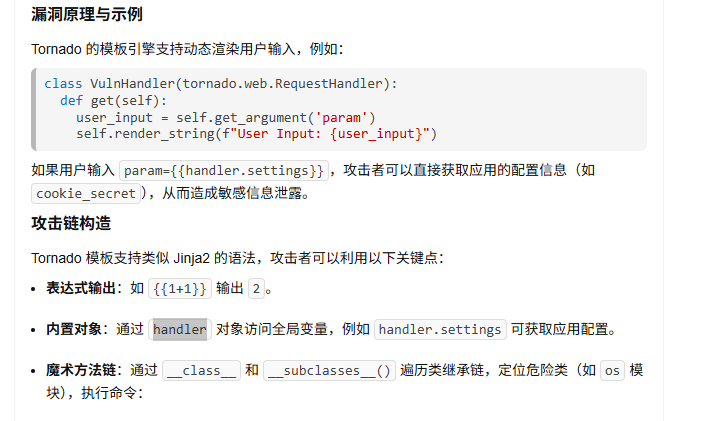 漏洞原理与示例
Tornado 的模板引擎支持动态渲染用户输入，例如：
class VulnHandler(tornado.web.RequestHandler):
  def get(self):
    user_input = self.get_argument('param')
    self.render_string(f"User Input: {user_input}")
如果用户输入 param={{handler.settings}}，攻击者可以直接获取应用的配置信息（如
cookie_secret），从而造成敏感信息泄露。
攻击链构造
Tornado 模板支持类似 Jinja2 的语法，攻击者可以利用以下关键点：
• 表达式输出：如 {{1+1}} 输出 2。
• 内置对象：通过 handler 对象访问全局变量，例如 handler.settings 可获取应用配置。
• 魔术方法链：通过 __class__ 和 __subclasses__() 遍历类继承链，定位危险类（如 os 模
块），执行命令：